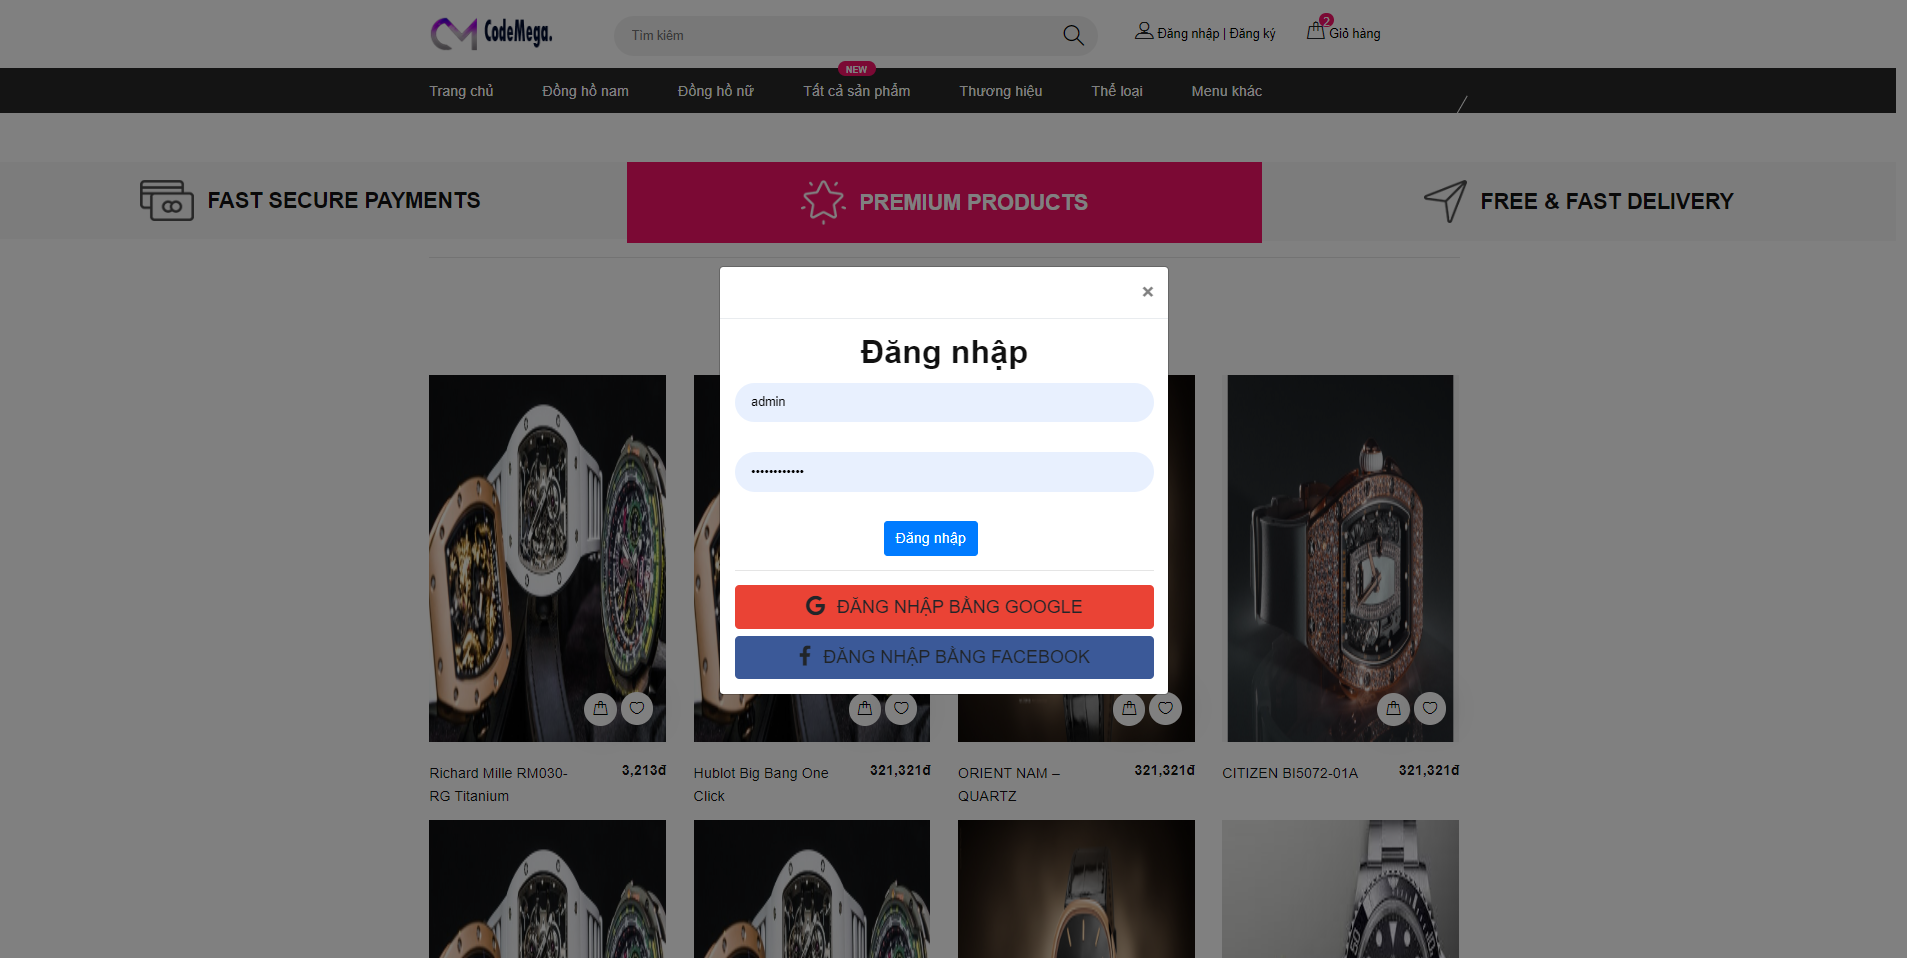 CodeMega.
Tìm kiếm
Đăng nhập | Đăng ký
2
Giỏ hàng
NEW
Trang chủ
Đồng hồ nam
Đồng hồ nữ
Tất cả sản phẩm
Thương hiệu
Thể loại
Menu khác
FAST SECURE PAYMENTS
PREMIUM PRODUCTS
FREE & FAST DELIVERY
×
Đăng nhập
admin
••••••••••••
Đăng nhập
ĐĂNG NHẬP BẰNG GOOGLE
ĐĂNG NHẬP BẰNG FACEBOOK
Richard Mille RM030-
RG Titanium
3,213đ
Hublot Big Bang One
Click
321,321đ
ORIENT NAM –
QUARTZ
321,321đ
CITIZEN BI5072-01A
321,321đ